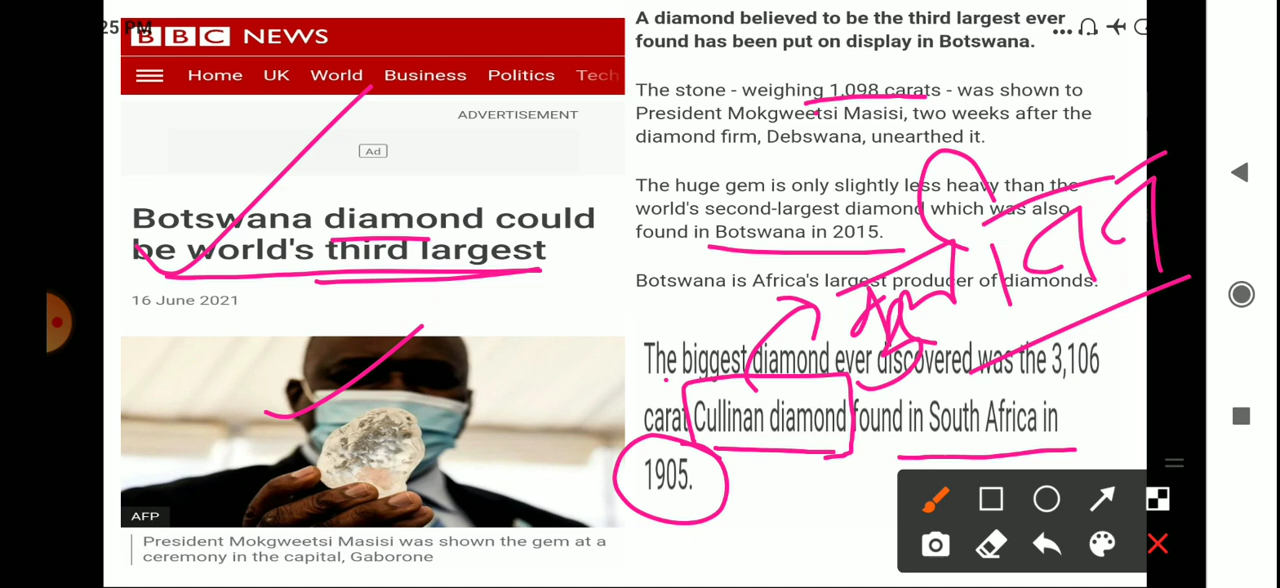 25 PM
BBC NEWS
Home UK World Business Politics Tech
ADVERTISEMENT
Ad
Botswana diamond could
be world's third largest
16 June 2021
AFP
President Mokgweetsi Masisi was shown the gem at a
ceremony in the capital, Gaborone
A diamond believed to be the third largest ever
found has been put on display in Botswana.
The stone - weighing 1,098 carats - was shown to
President Mokgweetsi Masisi, two weeks after the
diamond firm, Debswana, unearthed it.
The huge gem is only slightly less heavy than the
world's second-largest diamond which was also
found in Botswana in 2015.
Botswana is Africa's largest producer of diamonds.
The biggest diamond ever discovered was the 3,106
carat Cullinan diamond found in South Africa in
1905.